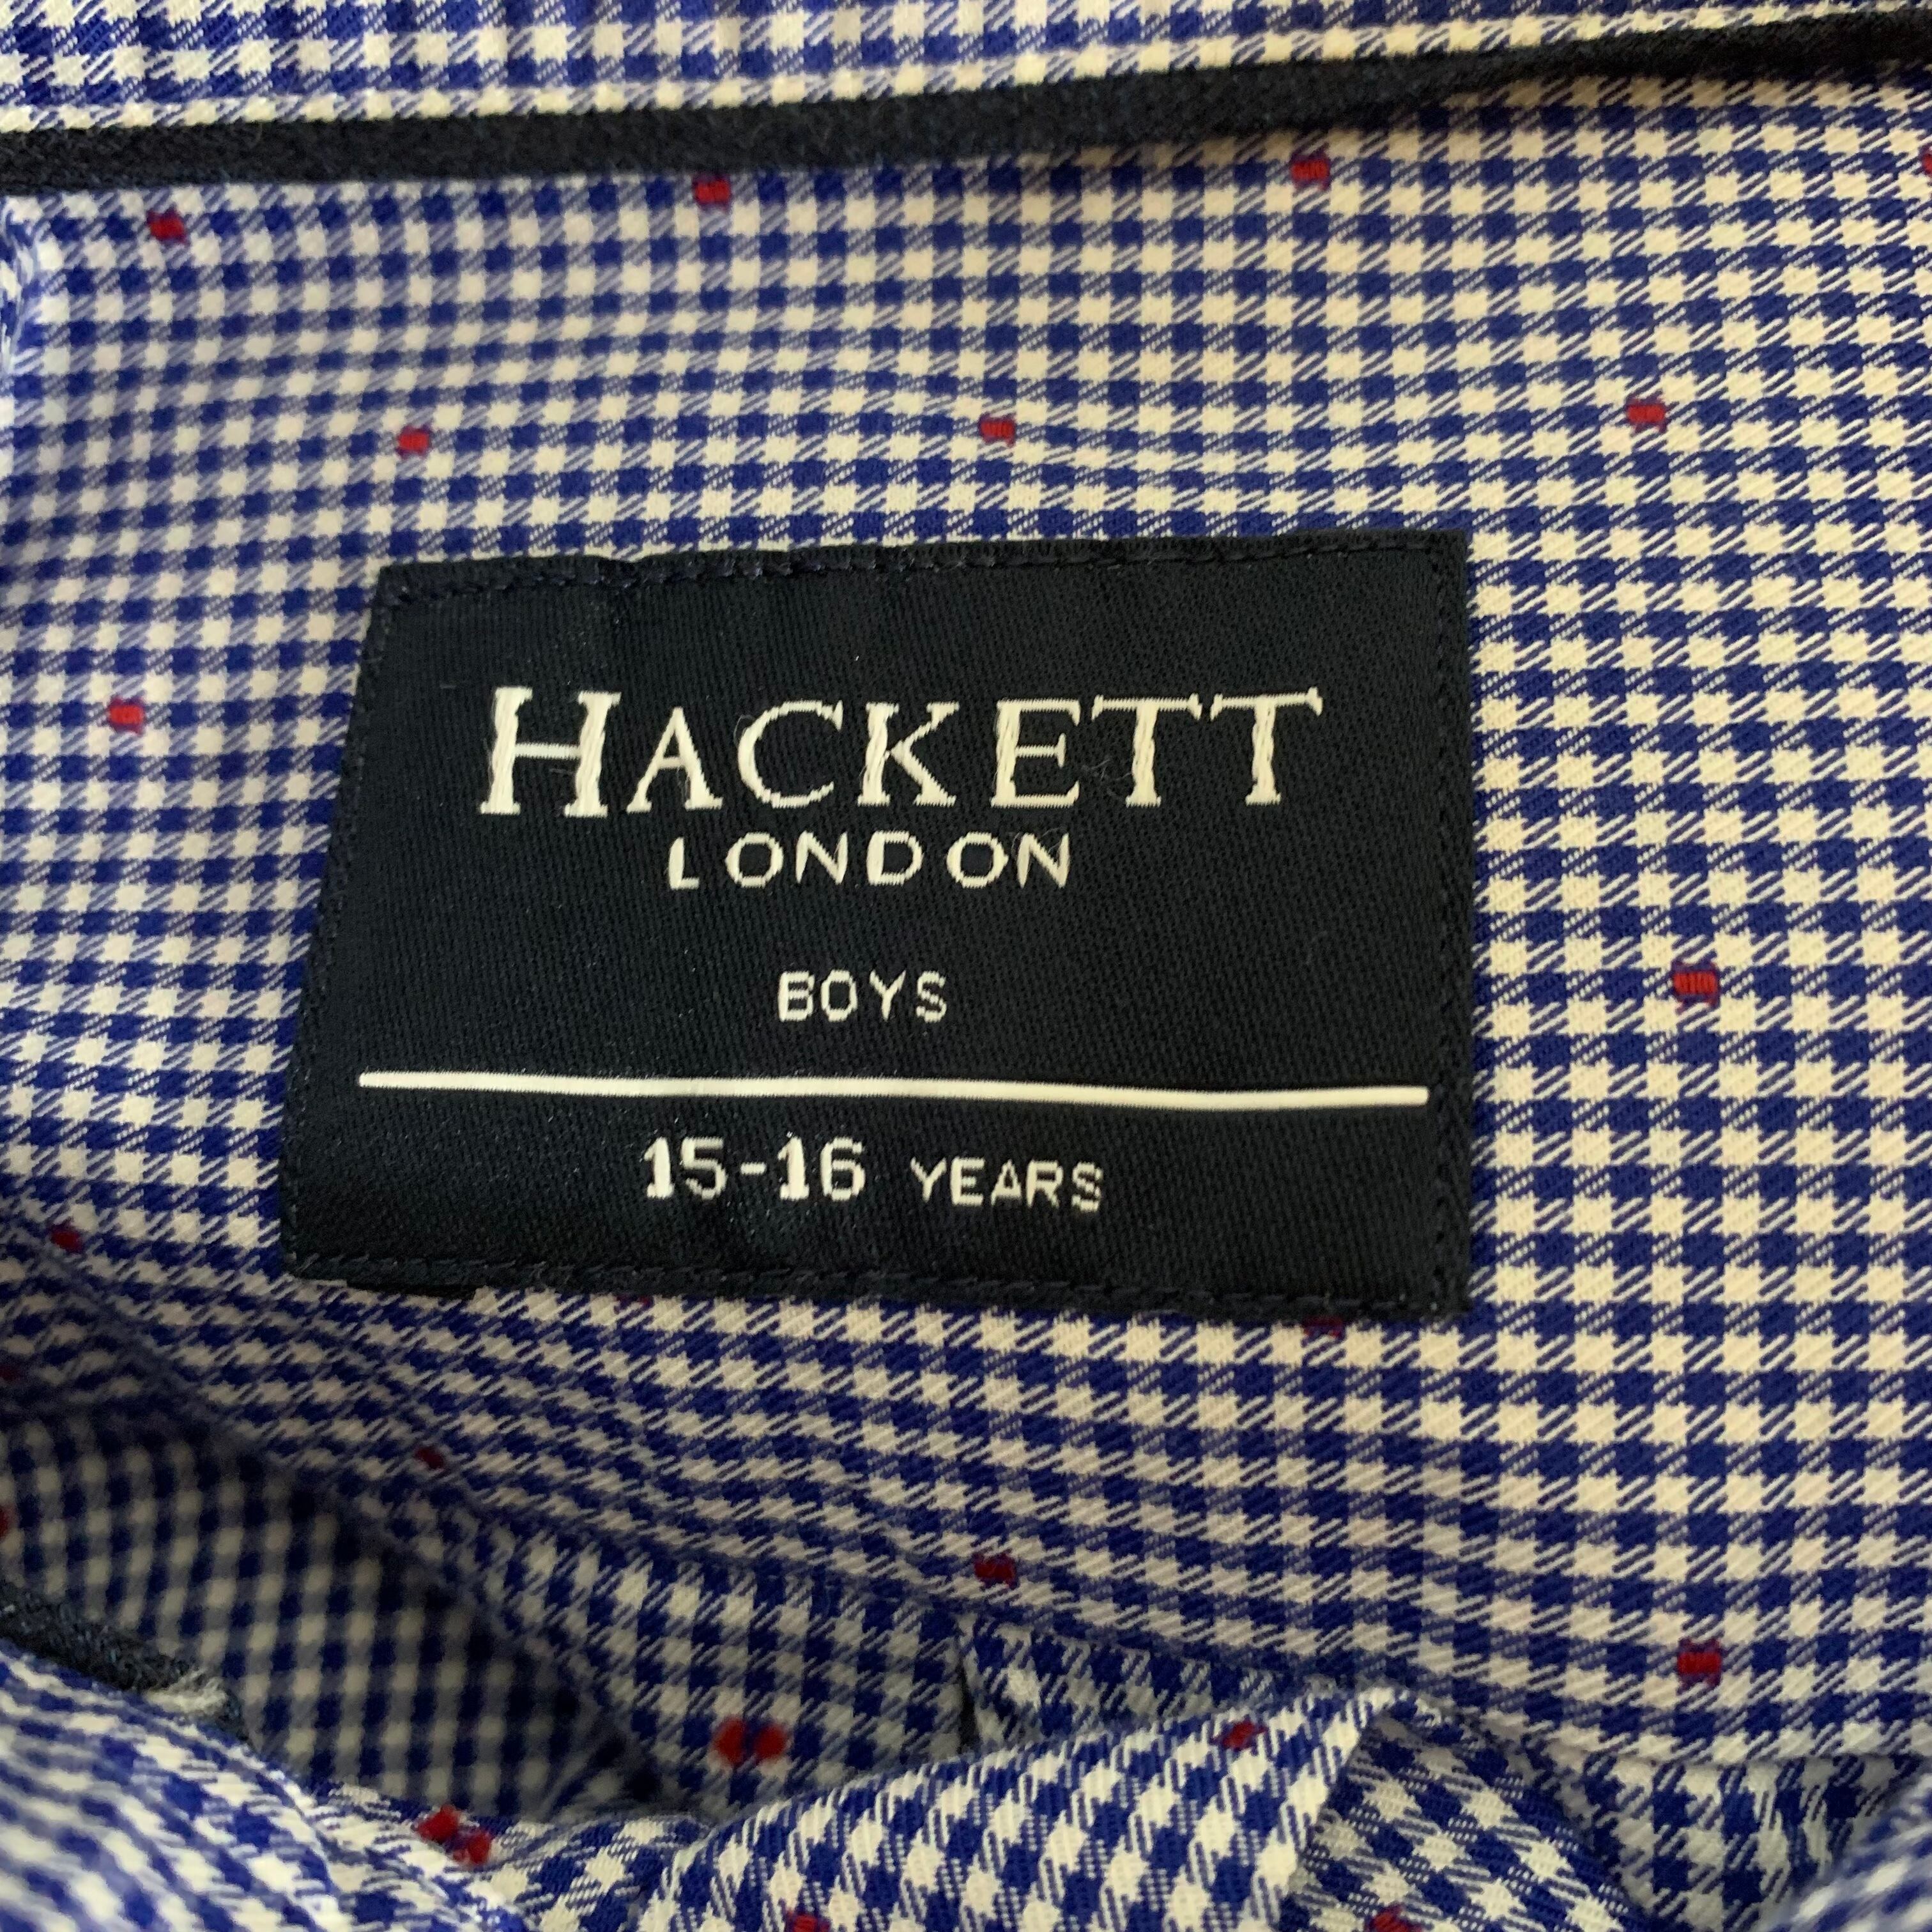 HACKETT
LONDON
BOYS
15-16 YEARS